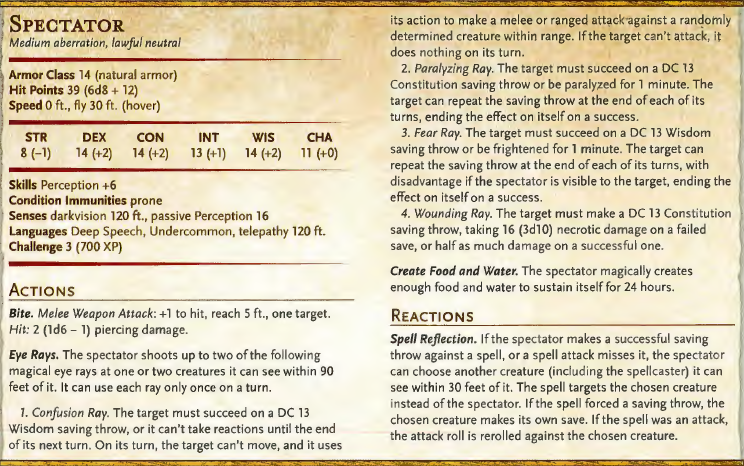 SPECTATOR
Medium aberration, lawful neutral
Armor Class 14 (natural armor)
Hit Points 39 (6d8 + 12)
Speed 0 ft., fly 30 ft. (hover)
STR DEX CON INT WIS CHA
8 (−1) 14 (+2) 14 (+2) 13 (+1) 14 (+2) 11 (+0)
Skills Perception +6
Condition Immunities prone
Senses darkvision 120 ft., passive Perception 16
Languages Deep Speech, Undercommon, telepathy 120 ft.
Challenge 3 (700 XP)
ACTIONS
Bite. Melee Weapon Attack: +1 to hit, reach 5 ft., one target.
Hit: 2 (1d6 − 1) piercing damage.
Eye Rays. The spectator shoots up to two of the following
magical eye rays at one or two creatures it can see within 90
feet of it. It can use each ray only once on a turn.
1. Confusion Ray. The target must succeed on a DC 13
Wisdom saving throw, or it can't take reactions until the end
of its next turn. On its turn, the target can't move, and it uses
its action to make a melee or ranged attack against a randomly
determined creature within range. If the target can't attack, it
does nothing on its turn.
2. Paralyzing Ray. The target must succeed on a DC 13
Constitution saving throw or be paralyzed for 1 minute. The
target can repeat the saving throw at the end of each of its
turns, ending the effect on itself on a success.
3. Fear Ray. The target must succeed on a DC 13 Wisdom
saving throw or be frightened for 1 minute. The target can
repeat the saving throw at the end of each of its turns, with
disadvantage if the spectator is visible to the target, ending the
effect on itself on a success.
4. Wounding Ray. The target must make a DC 13 Constitution
saving throw, taking 16 (3d10) necrotic damage on a failed
save, or half as much damage on a successful one.
Create Food and Water. The spectator magically creates
enough food and water to sustain itself for 24 hours.
REACTIONS
Spell Reflection. If the spectator makes a successful saving
throw against a spell, or a spell attack misses it, the spectator
can choose another creature (including the spellcaster) it can
see within 30 feet of it. The spell targets the chosen creature
instead of the spectator. If the spell forced a saving throw, the
chosen creature makes its own save. If the spell was an attack,
the attack roll is rerolled against the chosen creature.